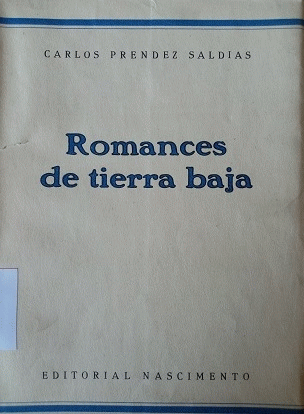 CARLOS PRENDEZ SALDIAS
Romances
de tierra baja
EDITORIAL NASCIMENTO